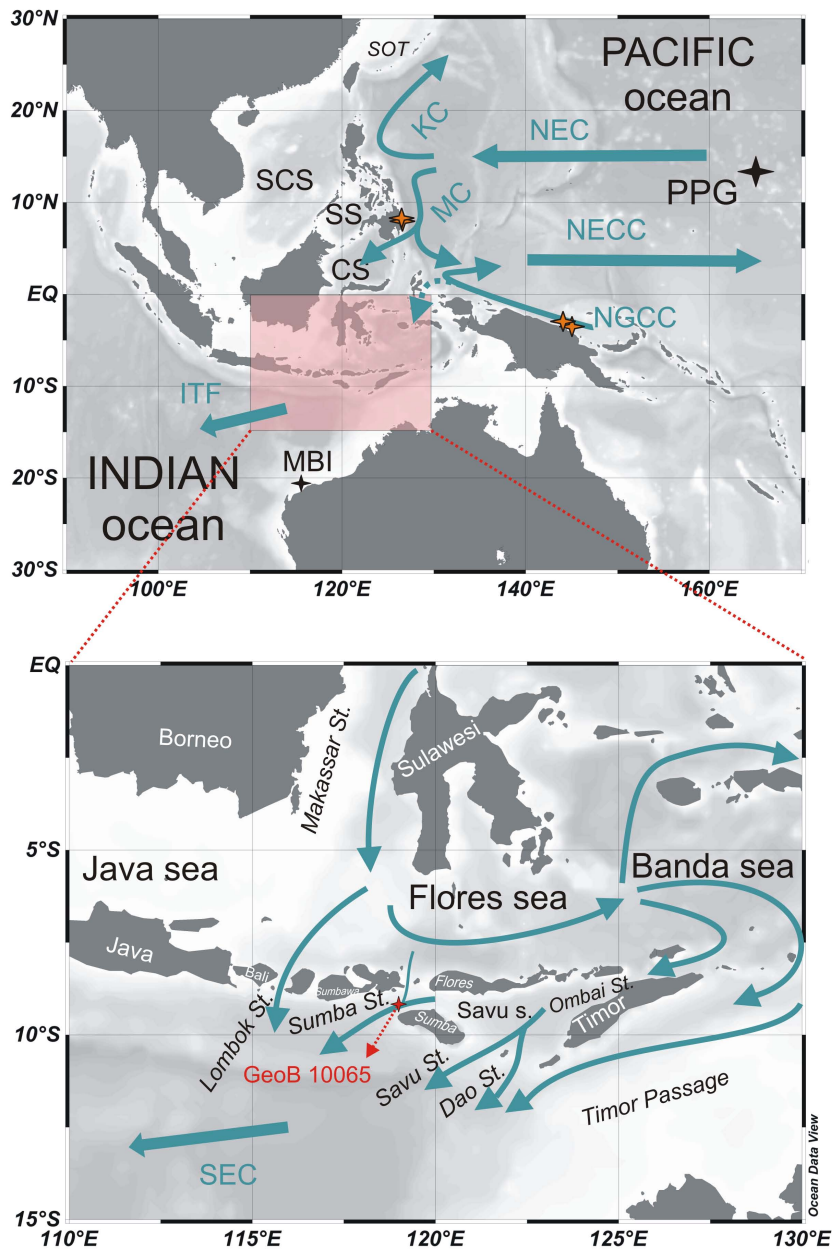 30°N
20°N
10°N
EQ
10°S
20°S
30°S
SOT
PACIFIC
ocean
KC
NEC
SCS
PPG
SS
MC
NECC
CS
NGCC
ITF
INDIAN
ocean
MBI
100°E
120°E
140°E
160°E
EQ
5°S
10°S
15°S
Borneo
Makassar St.
Sulawesi
Java sea
Flores sea
Banda sea
Java
Bali
Sumbawa
Flores
Lombok St.
Sumba St.
Sumba
Savu s.
Ombai St.
Timor
GeoB 10065
Savu St.
Dao St.
Timor Passage
SEC
Ocean Data View
110°E
115°E
120°E
125°E
130°E